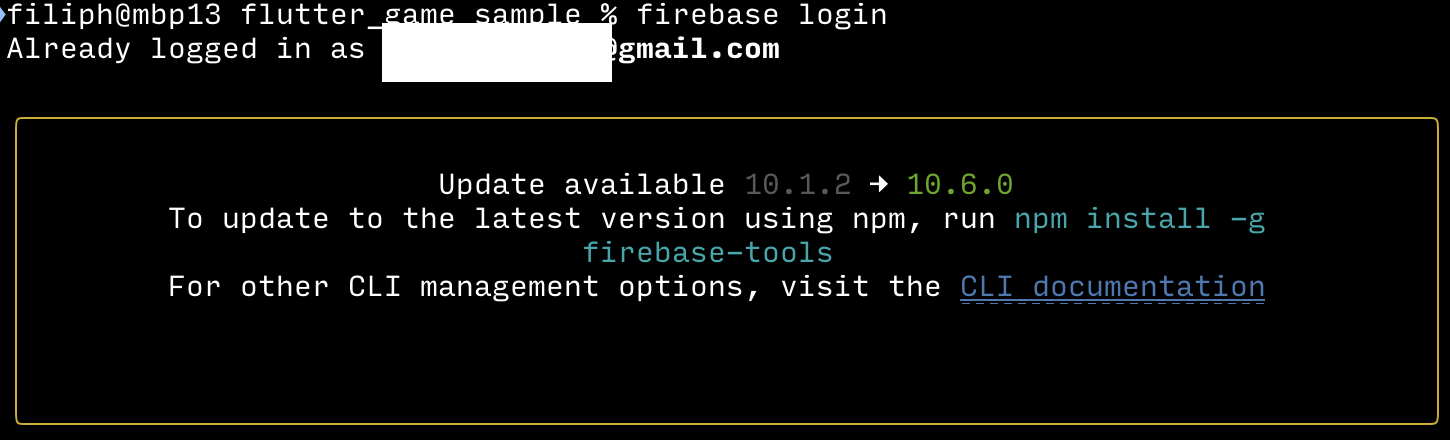 filiph@mbp13 flutter_game_sample % firebase login
Already logged in as @gmail.com
Update available 10.1.2 → 10.6.0
To update to the latest version using npm, run npm install -g
firebase-tools
For other CLI management options, visit the CLI documentation